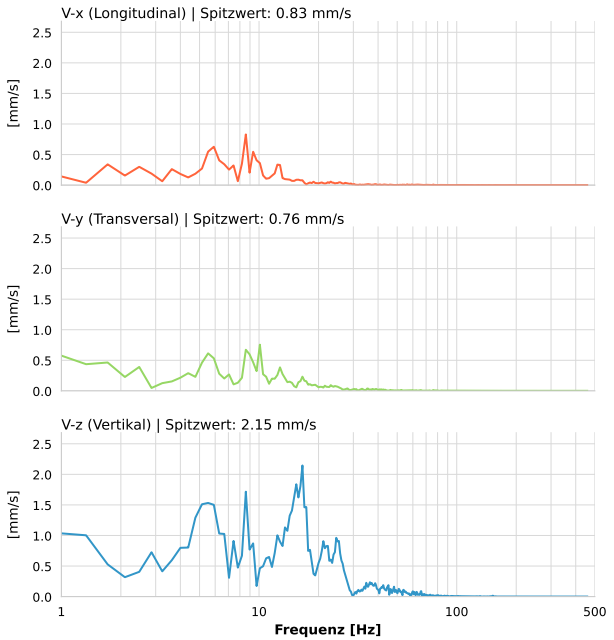 V-x (Longitudinal) | Spitzwert: 0.83 mm/s
2.5
2.0
1.5
1.0
0.5
0.0
[mm/s]
V-y (Transversal) | Spitzwert: 0.76 mm/s
2.5
2.0
1.5
1.0
0.5
0.0
[mm/s]
V-z (Vertikal) | Spitzwert: 2.15 mm/s
2.5
2.0
1.5
1.0
0.5
0.0
[mm/s]
1 10 100 500
Frequenz [Hz]